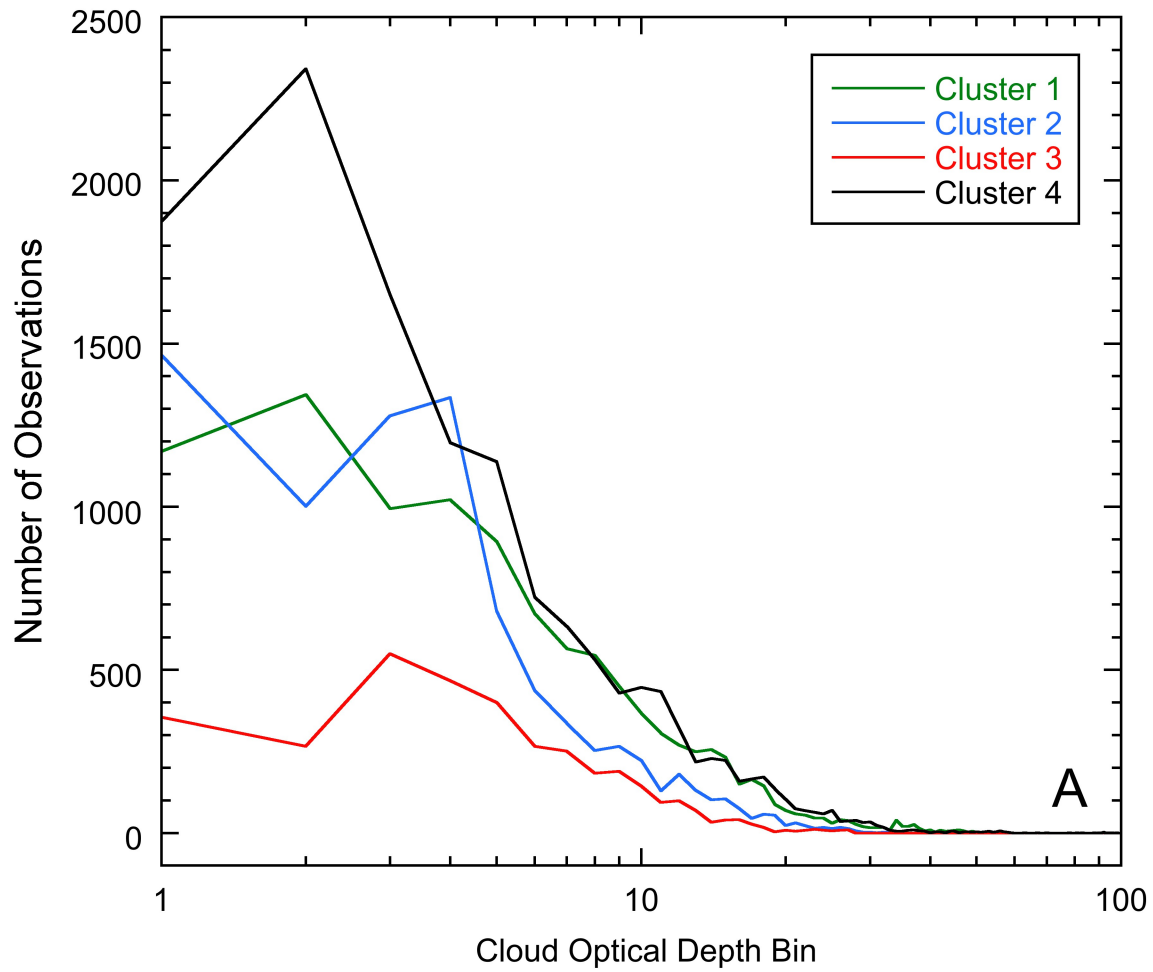 2500
2000
1500
1000
500
0
Number of Observations
Cluster 1
Cluster 2
Cluster 3
Cluster 4
A
1
10
100
Cloud Optical Depth Bin